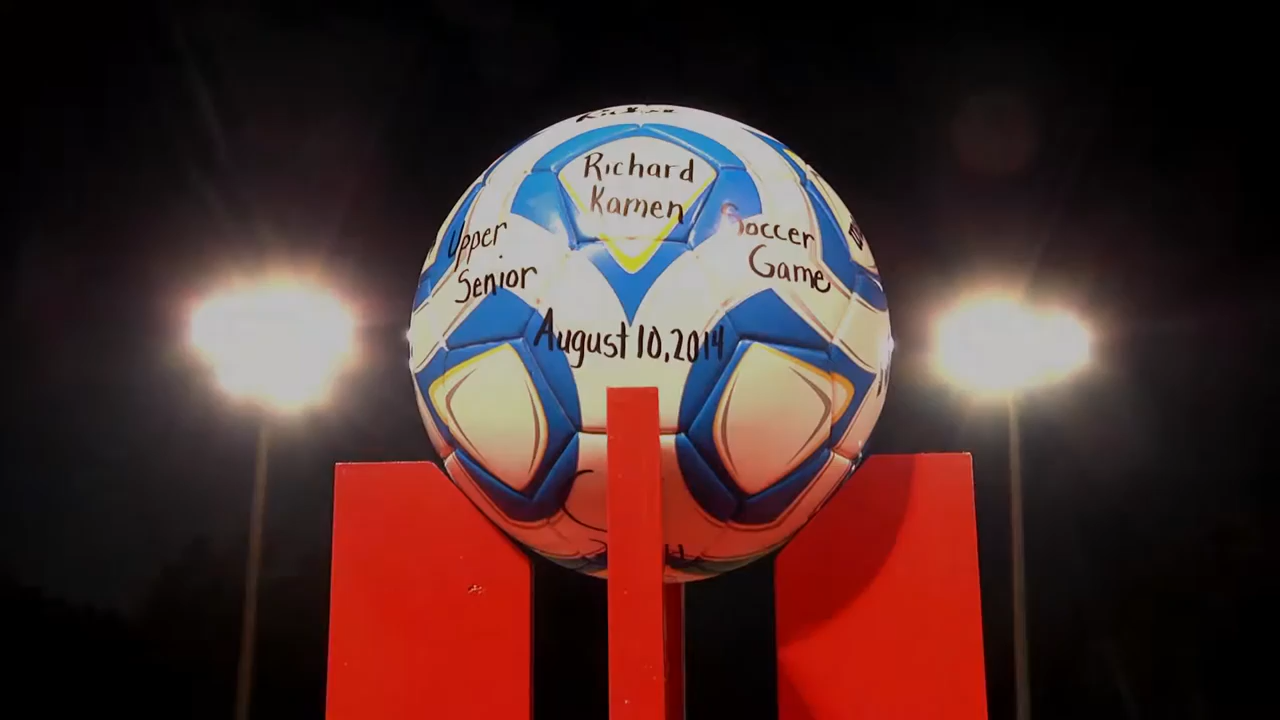 Richard
Kamen
Upper
Senior
Soccer
Game
August 10, 2014